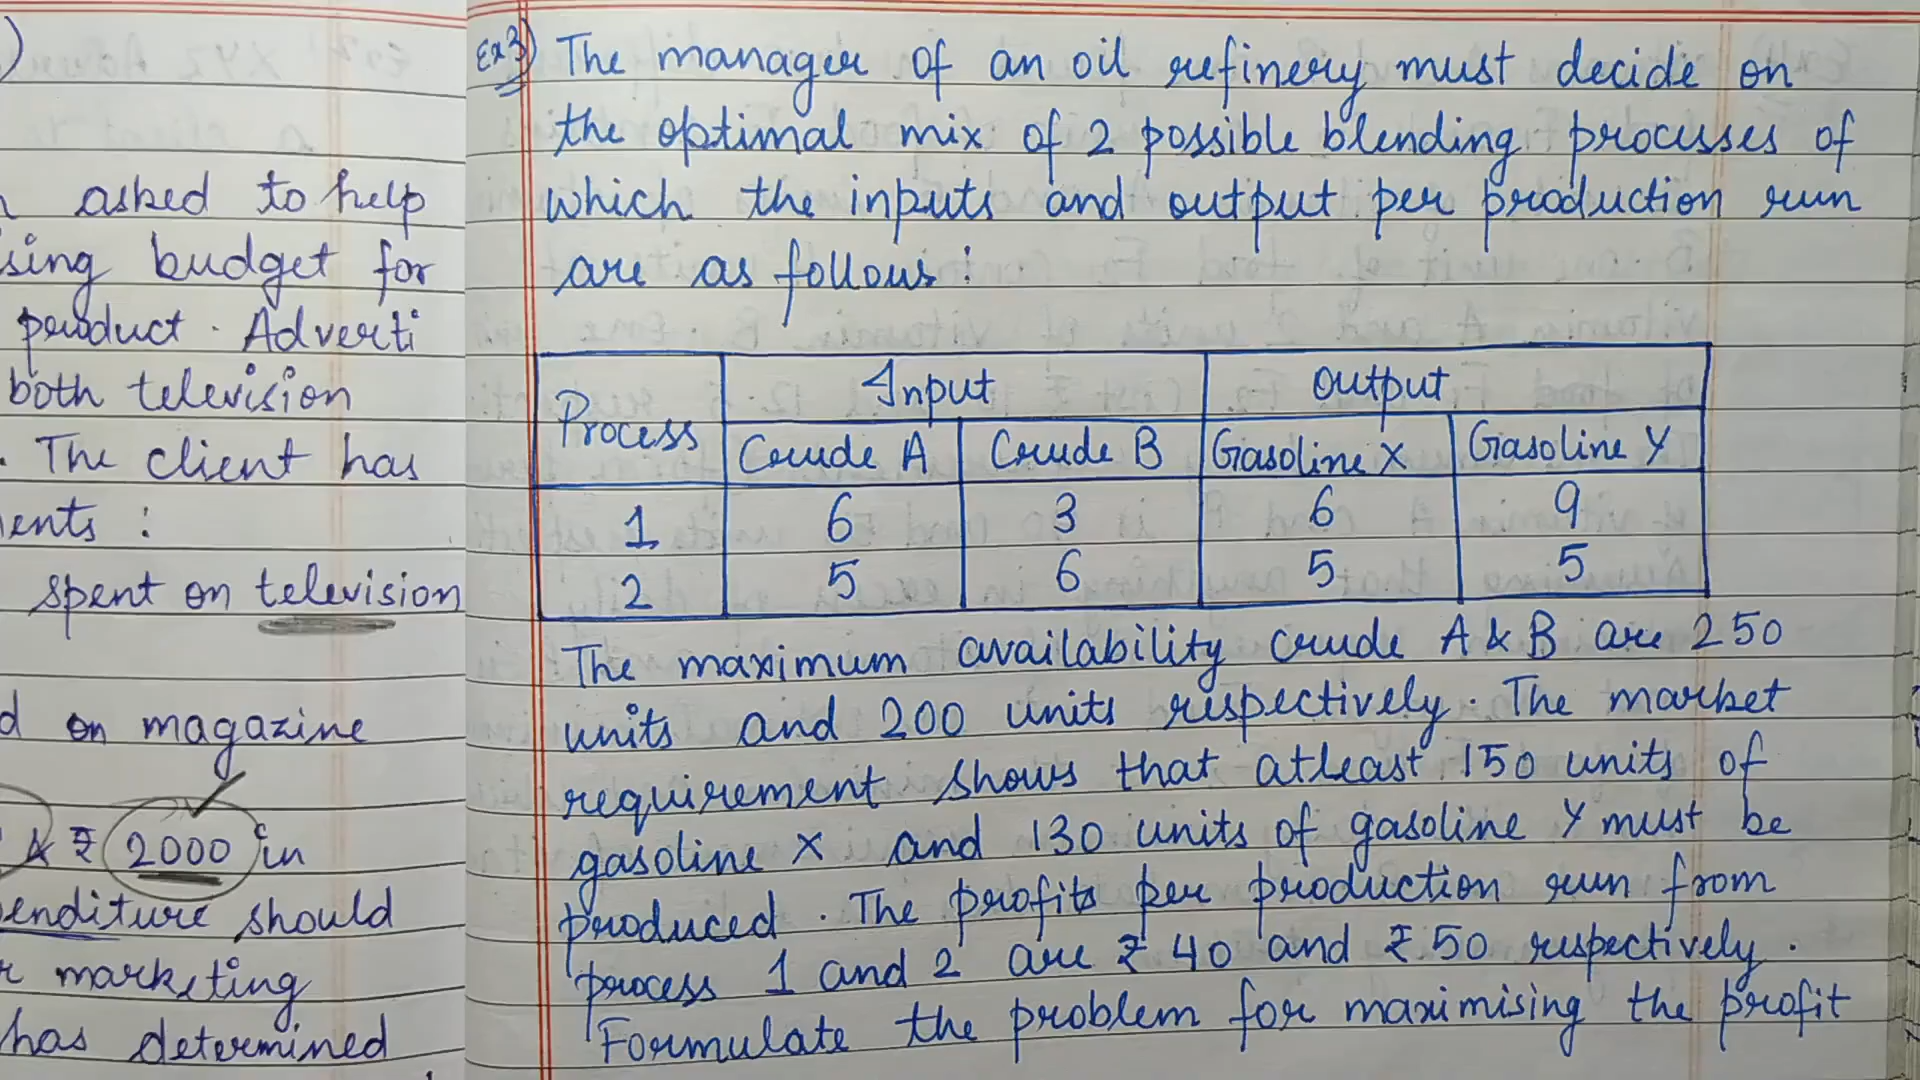 )
asked to help
sing budget for
product. Adverti
both television
. The client has
ents :
spent on television
d on magazine
₹ 2000 in
enditure should
r marketing
has determined
Ex3) The manager of an oil refinery must decide on
the optimal mix of 2 possible blending processes of
which the inputs and output per production run
are as follows :
Process Input Output
Crude A Crude B Gasoline X Gasoline Y
1 6 3 6 9
2 5 6 5 5
The maximum availability crude A & B are 250
units and 200 units respectively. The market
requirement shows that atleast 150 units of
gasoline X and 130 units of gasoline Y must be
produced. The profits per production run from
process 1 and 2 are ₹ 40 and ₹ 50 respectively.
Formulate the problem for maximising the profit